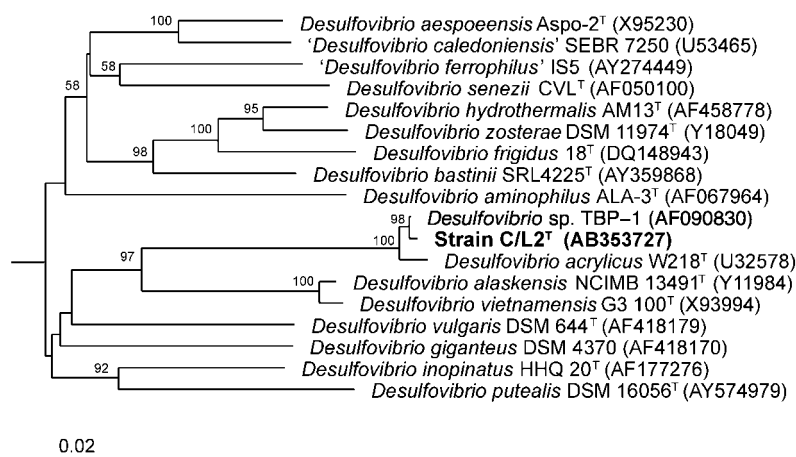 100 Desulfovibrio aespoeensis Aspo-2ᵀ (X95230)
'Desulfovibrio caledoniensis' SEBR 7250 (U53465)
58 'Desulfovibrio ferrophilus' IS5 (AY274449)
58 Desulfovibrio senezii CVLᵀ (AF050100)
95 Desulfovibrio hydrothermalis AM13ᵀ (AF458778)
100 Desulfovibrio zosterae DSM 11974ᵀ (Y18049)
98 Desulfovibrio frigidus 18ᵀ (DQ148943)
Desulfovibrio bastinii SRL4225ᵀ (AY359868)
Desulfovibrio aminophilus ALA-3ᵀ (AF067964)
98 Desulfovibrio sp. TBP–1 (AF090830)
100 Strain C/L2ᵀ (AB353727)
97 Desulfovibrio acrylicus W218ᵀ (U32578)
100 Desulfovibrio alaskensis NCIMB 13491ᵀ (Y11984)
Desulfovibrio vietnamensis G3 100ᵀ (X93994)
Desulfovibrio vulgaris DSM 644ᵀ (AF418179)
Desulfovibrio giganteus DSM 4370 (AF418170)
92 Desulfovibrio inopinatus HHQ 20ᵀ (AF177276)
Desulfovibrio putealis DSM 16056ᵀ (AY574979)
0.02